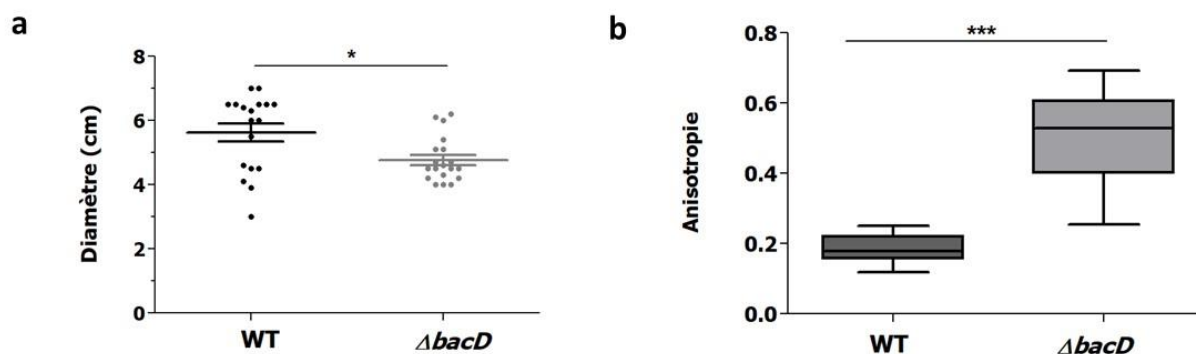 a
*
Diamètre (cm)
8
6
4
2
0
WT
ΔbacD
b
***
Anisotropie
0.8
0.6
0.4
0.2
0.0
WT
ΔbacD